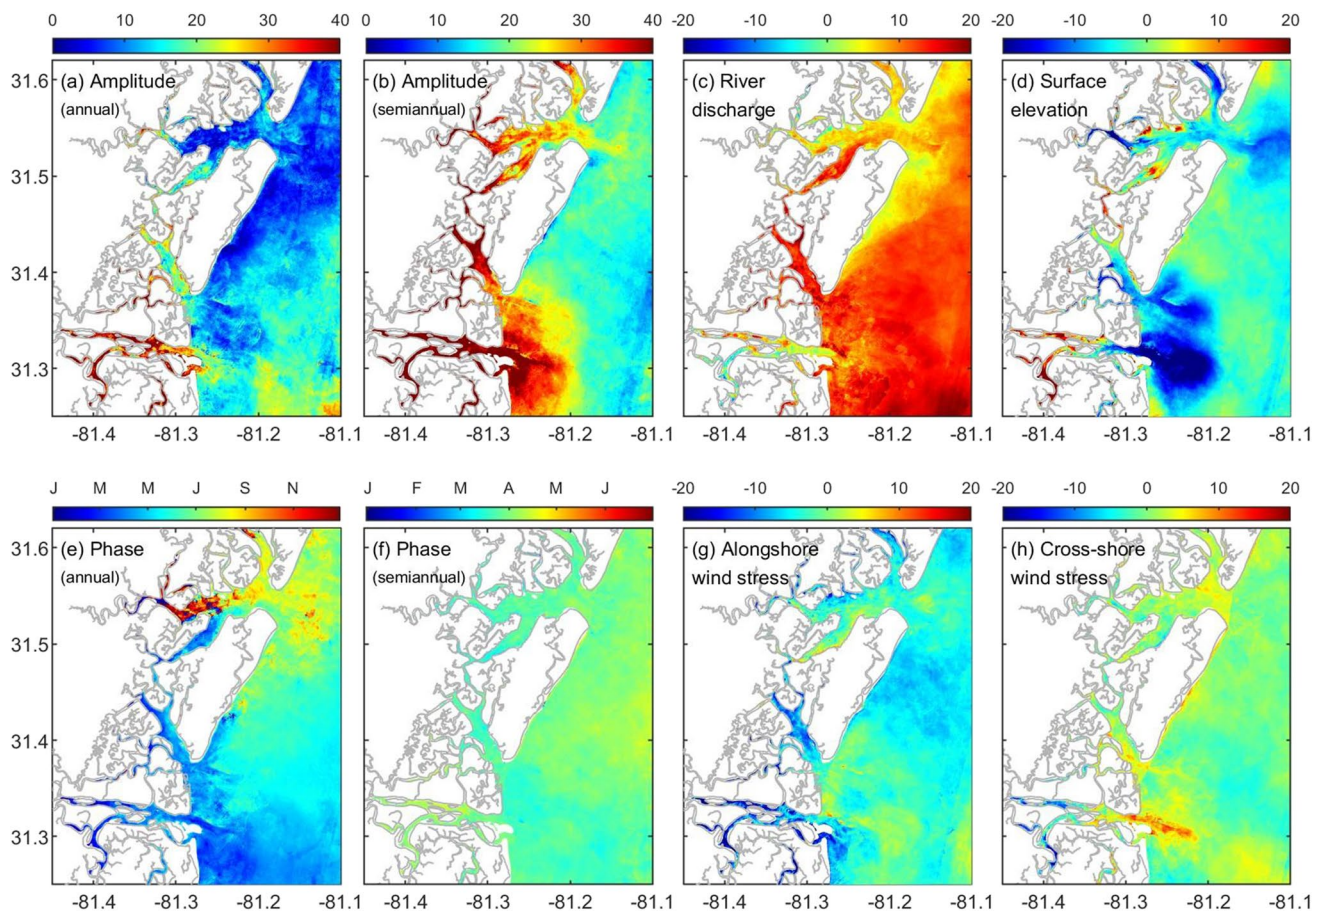 0 10 20 30 40 0 10 20 30 40 -20 -10 0 10 20 -20 -10 0 10 20
31.6 (a) Amplitude (b) Amplitude (c) River (d) Surface
(annual) (semiannual) discharge elevation
31.5
31.4
31.3
-81.4 -81.3 -81.2 -81.1 -81.4 -81.3 -81.2 -81.1 -81.4 -81.3 -81.2 -81.1 -81.4 -81.3 -81.2 -81.1
J M M J S N J F M A M J -20 -10 0 10 20 -20 -10 0 10 20
31.6 (e) Phase (f) Phase (g) Alongshore (h) Cross-shore
(annual) (semiannual) wind stress wind stress
31.5
31.4
31.3
-81.4 -81.3 -81.2 -81.1 -81.4 -81.3 -81.2 -81.1 -81.4 -81.3 -81.2 -81.1 -81.4 -81.3 -81.2 -81.1